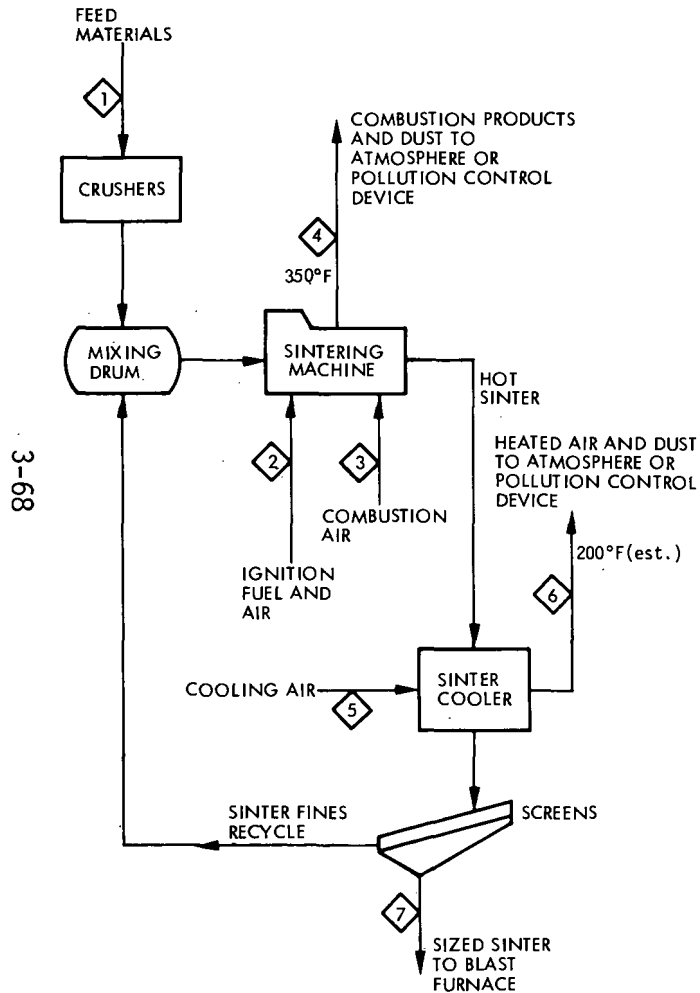 FEED
MATERIALS
1
CRUSHERS
COMBUSTION PRODUCTS
AND DUST TO
ATMOSPHERE OR
POLLUTION CONTROL
DEVICE
4
350°F
MIXING
DRUM
SINTERING
MACHINE
HOT
SINTER
2
3
COMBUSTION
AIR
IGNITION
FUEL AND
AIR
HEATED AIR AND DUST
TO ATMOSPHERE OR
POLLUTION CONTROL
DEVICE
200°F(est.)
6
COOLING AIR
5
SINTER
COOLER
SINTER FINES
RECYCLE
SCREENS
7
SIZED SINTER
TO BLAST
FURNACE
3-68